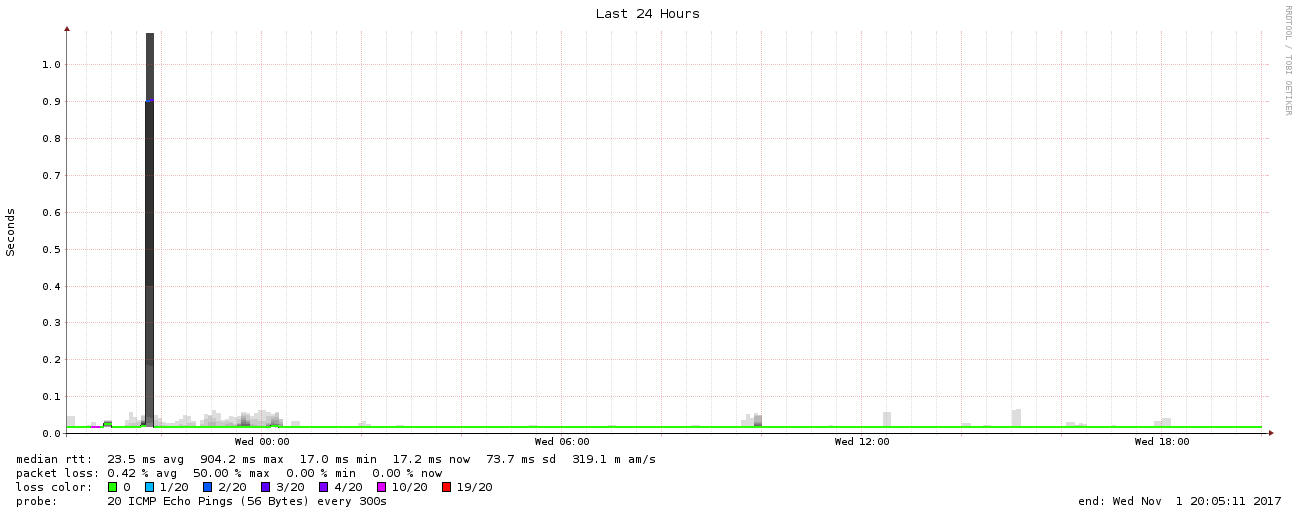 Last 24 Hours
RRDTOOL / TOBI OETIKER
Seconds
1.0
0.9
0.8
0.7
0.6
0.5
0.4
0.3
0.2
0.1
0.0
Wed 00:00 Wed 06:00 Wed 12:00 Wed 18:00
median rtt: 23.5 ms avg 904.2 ms max 17.0 ms min 17.2 ms now 73.7 ms sd 319.1 m am/s
packet loss: 0.42 % avg 50.00 % max 0.00 % min 0.00 % now
loss color: 0 1/20 2/20 3/20 4/20 10/20 19/20
probe: 20 ICMP Echo Pings (56 Bytes) every 300s end: Wed Nov 1 20:05:11 2017